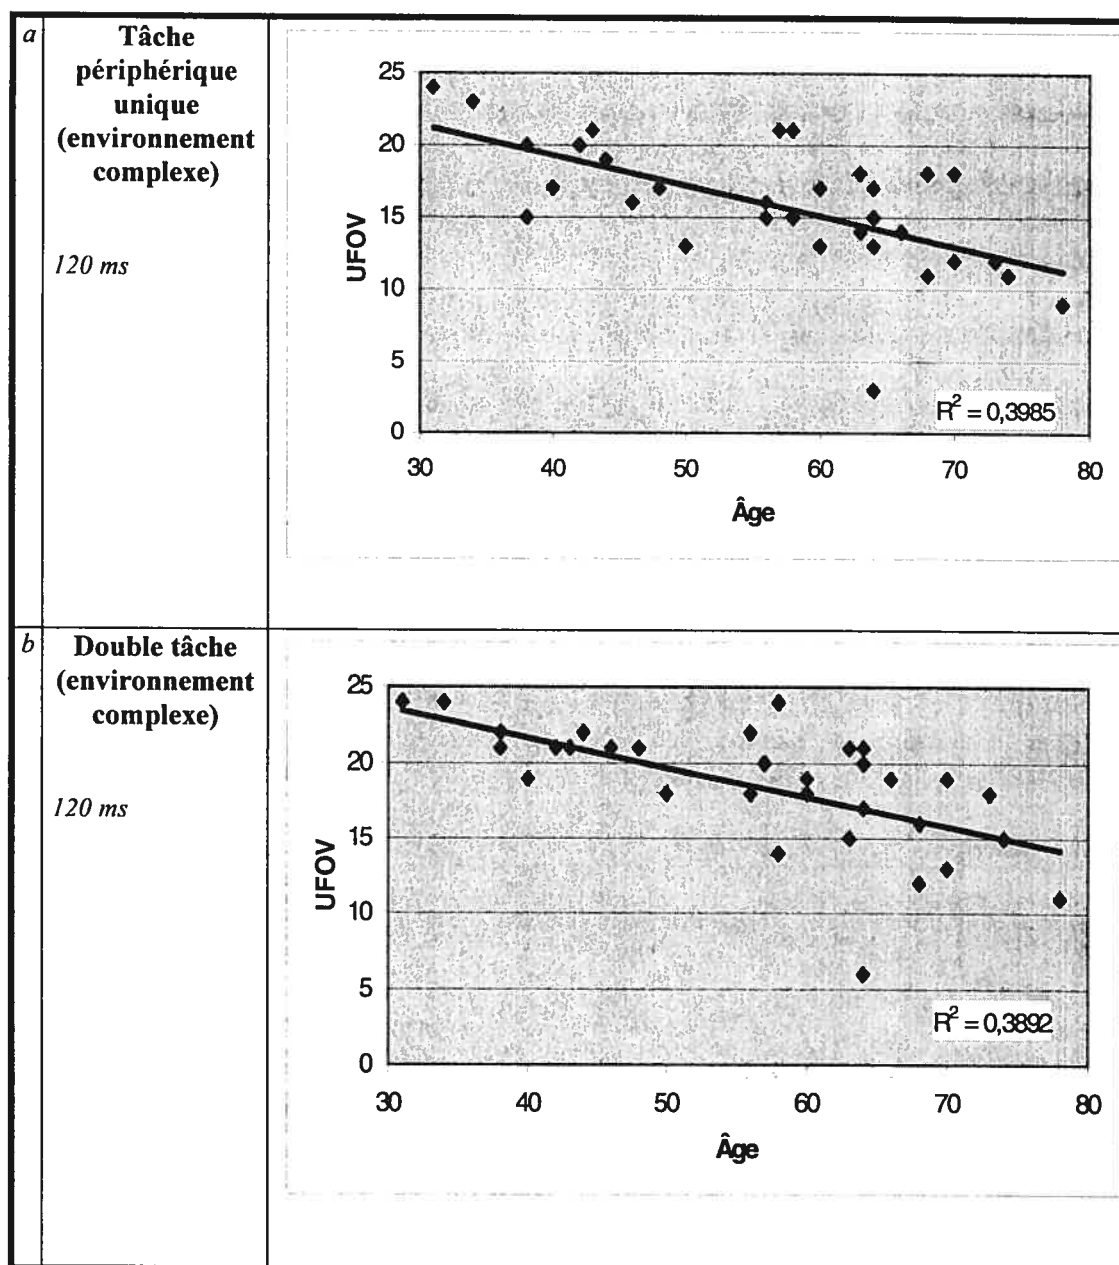 a
Tâche
périphérique
unique
(environnement
complexe)
120 ms
25
20
15
10
5
0
UFOV
30 40 50 60 70 80
Âge
R² = 0,3985
b
Double tâche
(environnement
complexe)
120 ms
25
20
15
10
5
0
UFOV
30 40 50 60 70 80
Âge
R² = 0,3892